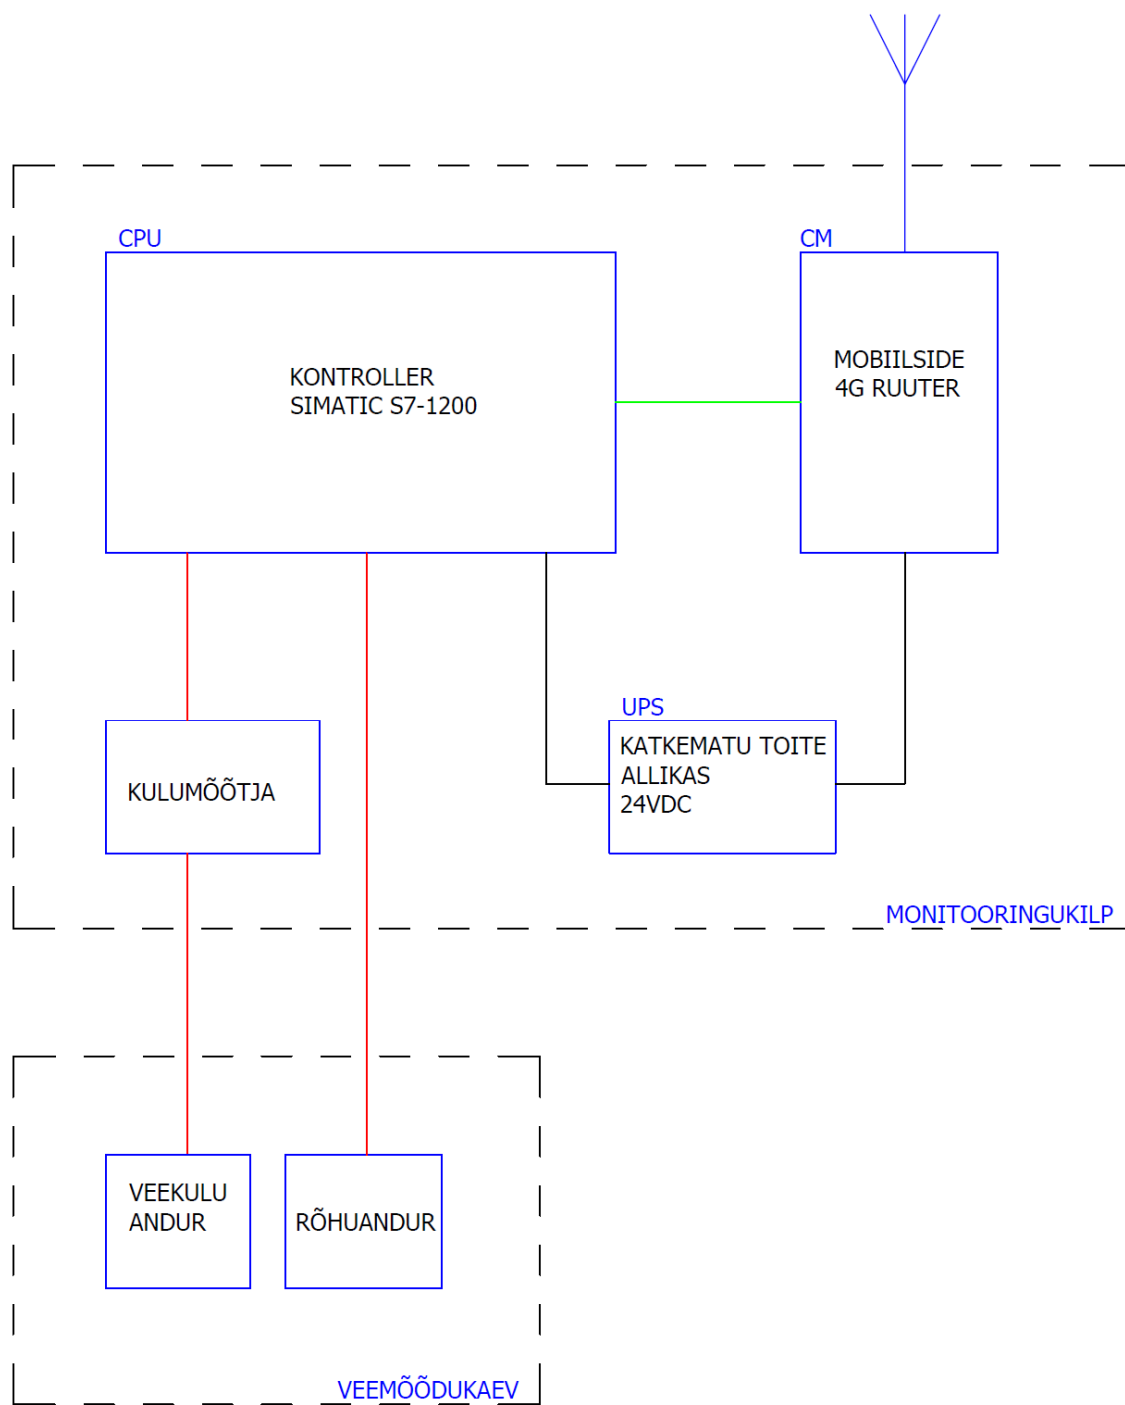 CPU
CM
KONTROLLER
SIMATIC S7-1200
MOBIILSIDE
4G RUUTER
UPS
KATKEMATU TOITE
ALLIKAS
24VDC
KULUMÕÕTJA
MONITOORINGUKILP
VEEKULU
ANDUR
RÕHUANDUR
VEEMÕÕDUKAEV